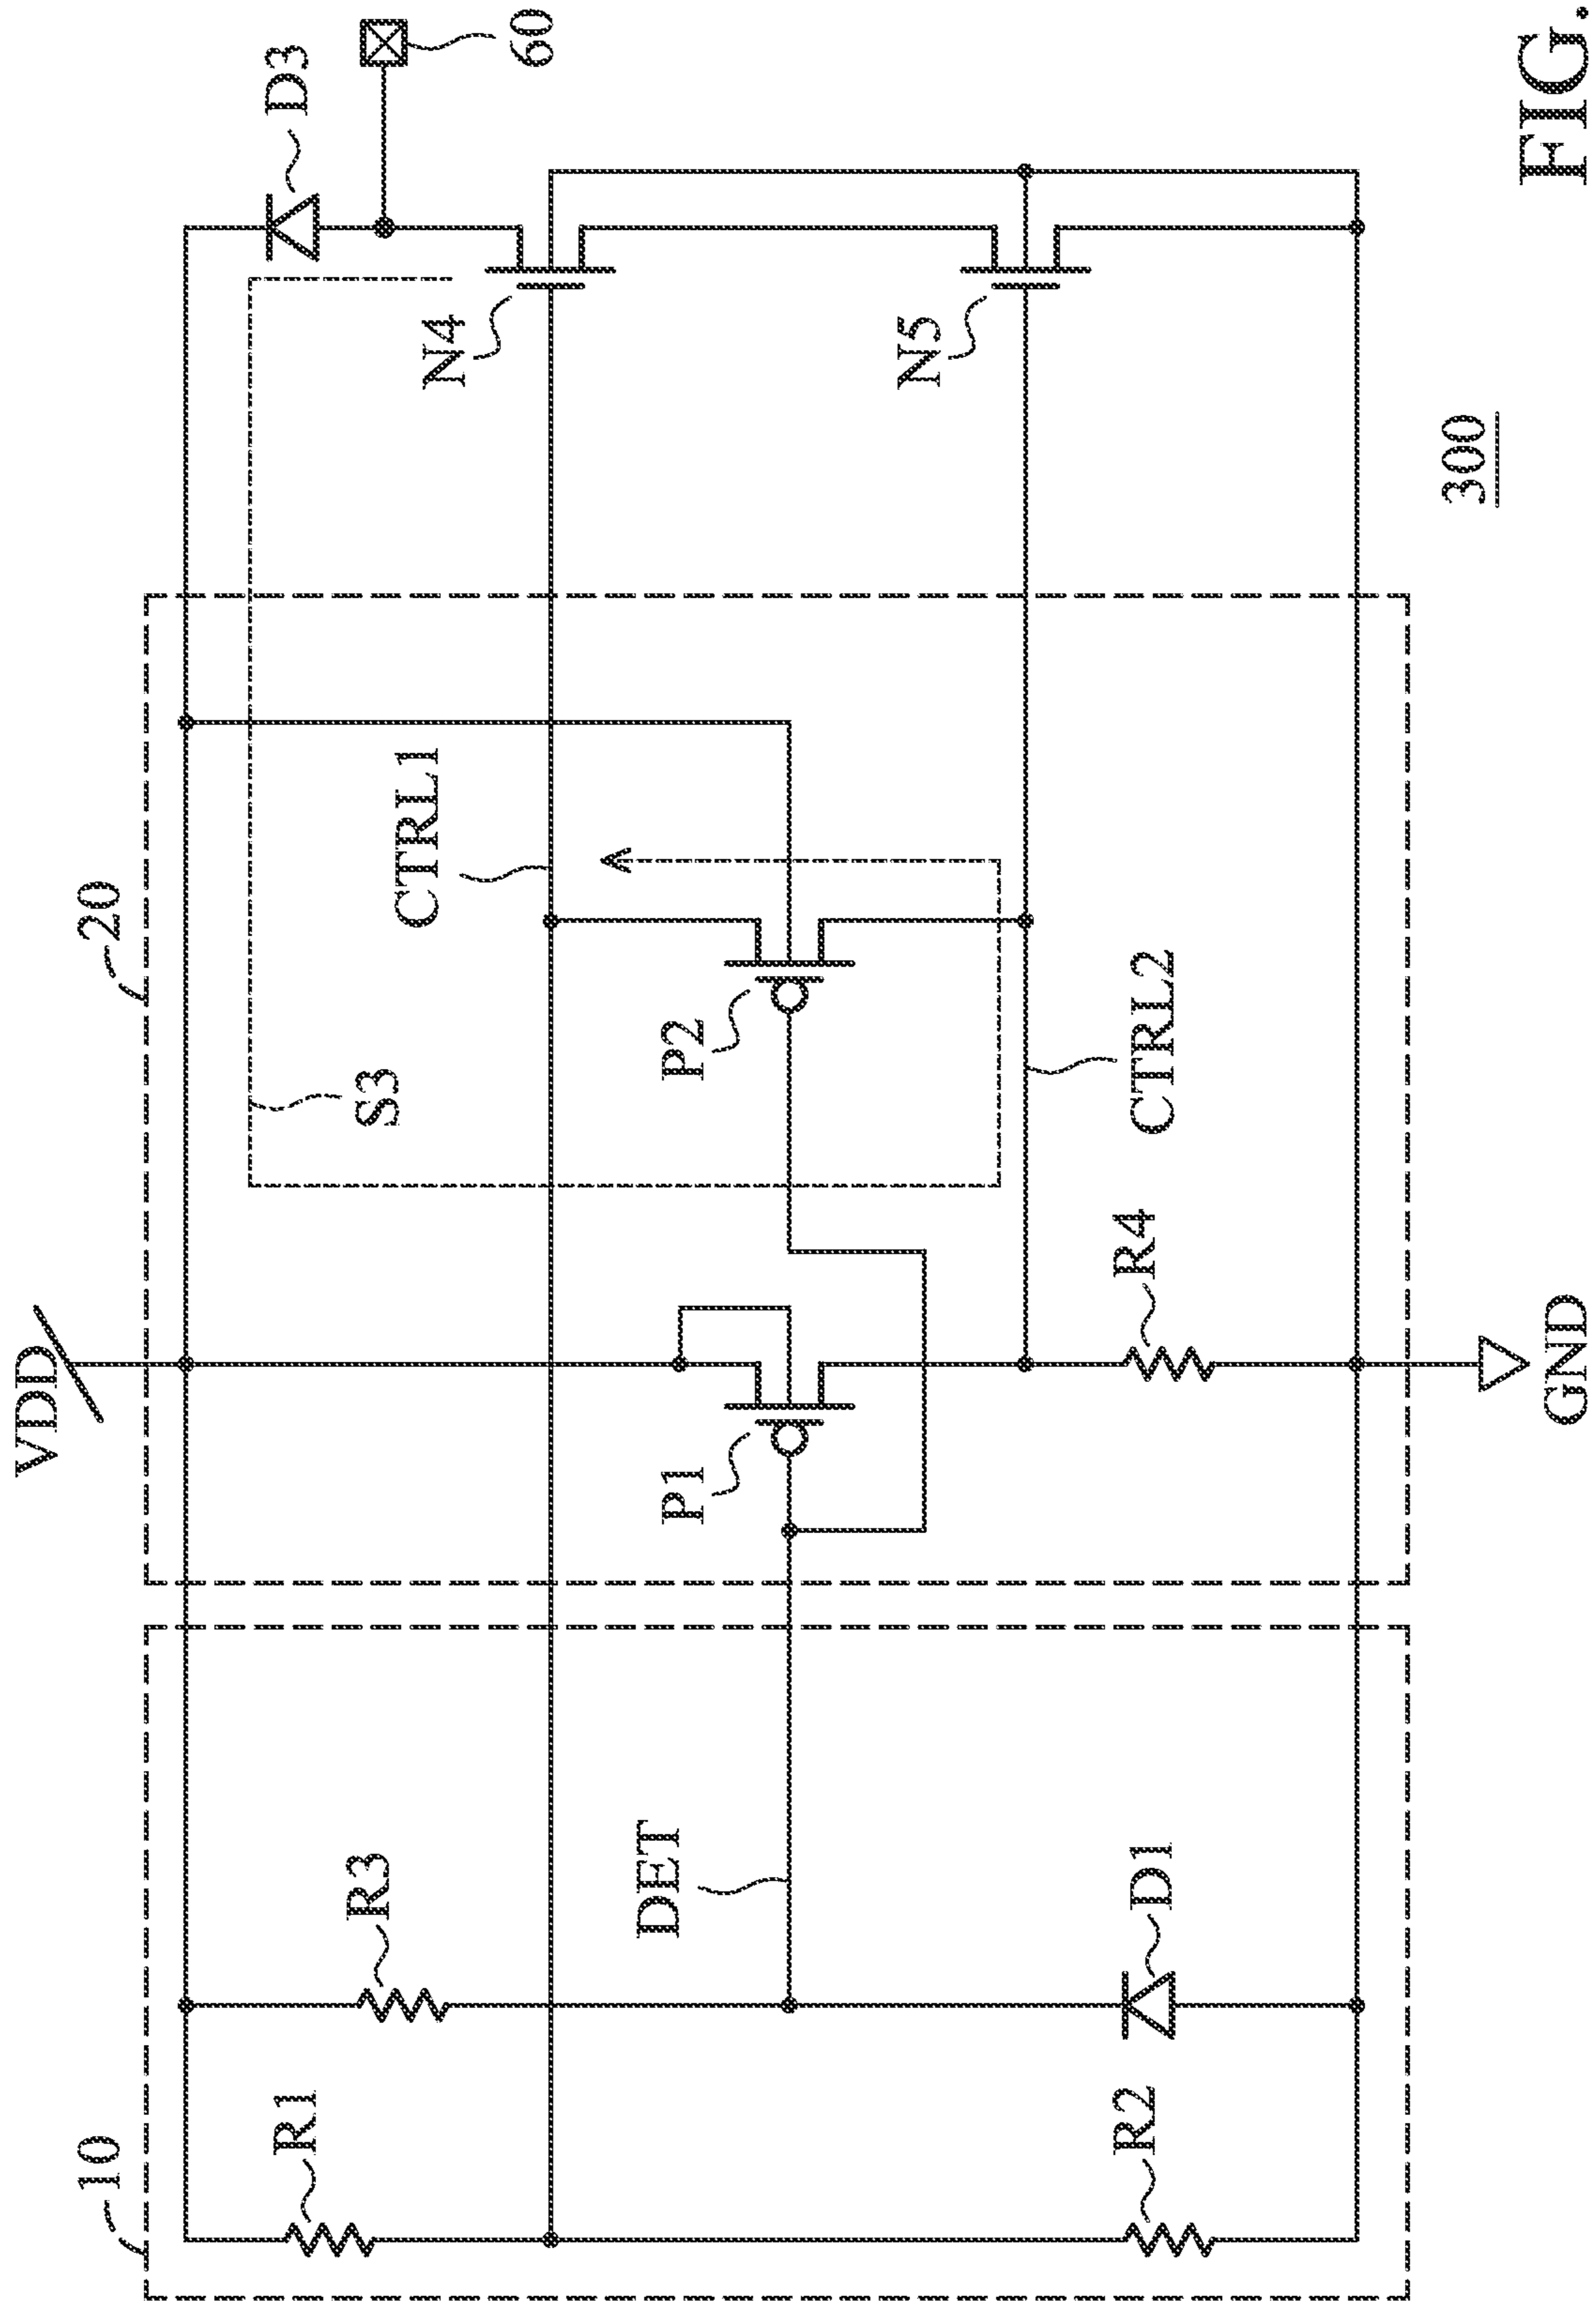 VDD
10
20
R1
R3
S3
CTRL1
N4
D3
60
DET
P1
P2
N5
R2
D1
R4
CTRL2
GND
300
FIG.